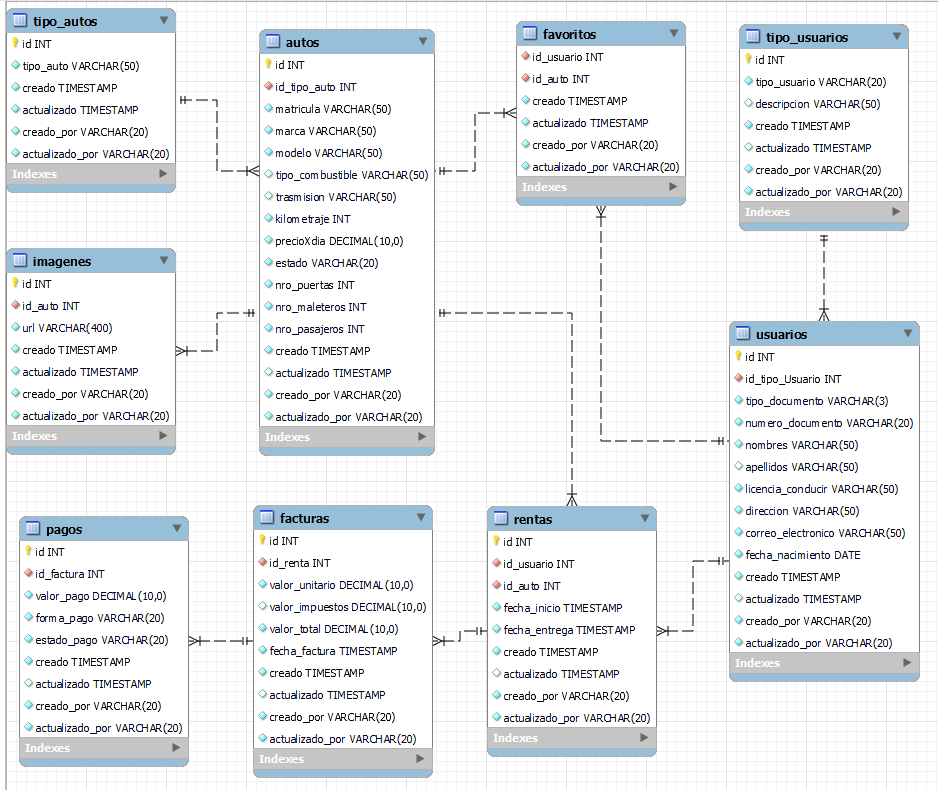 tipo_autos
id INT
tipo_auto VARCHAR(50)
creado TIMESTAMP
actualizado TIMESTAMP
creado_por VARCHAR(20)
actualizado_por VARCHAR(20)
Indexes
autos
id INT
id_tipo_auto INT
matricula VARCHAR(50)
marca VARCHAR(50)
modelo VARCHAR(50)
tipo_combustible VARCHAR(50)
trasmision VARCHAR(50)
kilometraje INT
precioXdia DECIMAL(10,0)
estado VARCHAR(20)
nro_puertas INT
nro_maleteros INT
nro_pasajeros INT
creado TIMESTAMP
actualizado TIMESTAMP
creado_por VARCHAR(20)
actualizado_por VARCHAR(20)
Indexes
favoritos
id_usuario INT
id_auto INT
creado TIMESTAMP
actualizado TIMESTAMP
creado_por VARCHAR(20)
actualizado_por VARCHAR(20)
Indexes
tipo_usuarios
id INT
tipo_usuario VARCHAR(20)
descripcion VARCHAR(50)
creado TIMESTAMP
actualizado TIMESTAMP
creado_por VARCHAR(20)
actualizado_por VARCHAR(20)
Indexes
imagenes
id INT
id_auto INT
url VARCHAR(400)
creado TIMESTAMP
actualizado TIMESTAMP
creado_por VARCHAR(20)
actualizado_por VARCHAR(20)
Indexes
usuarios
id INT
id_tipo_Usuario INT
tipo_documento VARCHAR(3)
numero_documento VARCHAR(20)
nombres VARCHAR(50)
apellidos VARCHAR(50)
licencia_conducir VARCHAR(50)
direccion VARCHAR(50)
correo_electronico VARCHAR(50)
fecha_nacimiento DATE
creado TIMESTAMP
actualizado TIMESTAMP
creado_por VARCHAR(20)
actualizado_por VARCHAR(20)
Indexes
pagos
id INT
id_factura INT
valor_pago DECIMAL(10,0)
forma_pago VARCHAR(20)
estado_pago VARCHAR(20)
creado TIMESTAMP
actualizado TIMESTAMP
creado_por VARCHAR(20)
actualizado_por VARCHAR(20)
Indexes
facturas
id INT
id_renta INT
valor_unitario DECIMAL(10,0)
valor_impuestos DECIMAL(10,0)
valor_total DECIMAL(10,0)
fecha_factura TIMESTAMP
creado TIMESTAMP
actualizado TIMESTAMP
creado_por VARCHAR(20)
actualizado_por VARCHAR(20)
Indexes
rentas
id INT
id_usuario INT
id_auto INT
fecha_inicio TIMESTAMP
fecha_entrega TIMESTAMP
creado TIMESTAMP
actualizado TIMESTAMP
creado_por VARCHAR(20)
actualizado_por VARCHAR(20)
Indexes